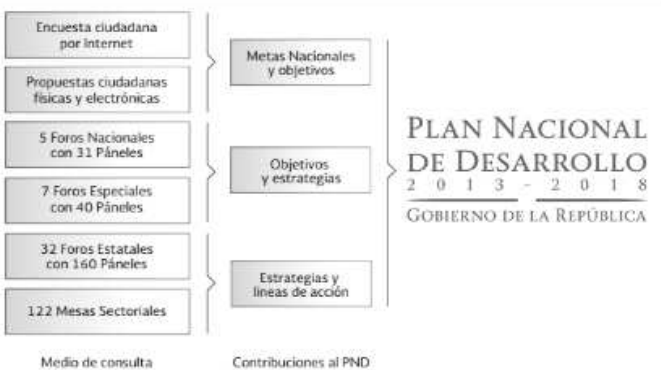 Encuesta ciudadana
por Internet
Propuestas ciudadanas
físicas y electrónicas
5 Foros Nacionales
con 31 Páneles
7 Foros Especiales
con 40 Páneles
32 Foros Estatales
con 160 Páneles
122 Mesas Sectoriales
Medio de consulta
Metas Nacionales
y objetivos
Objetivos
y estrategias
Estrategias y
líneas de acción
Contribuciones al PND
PLAN NACIONAL
DE DESARROLLO
2013-2018
GOBIERNO DE LA REPÚBLICA